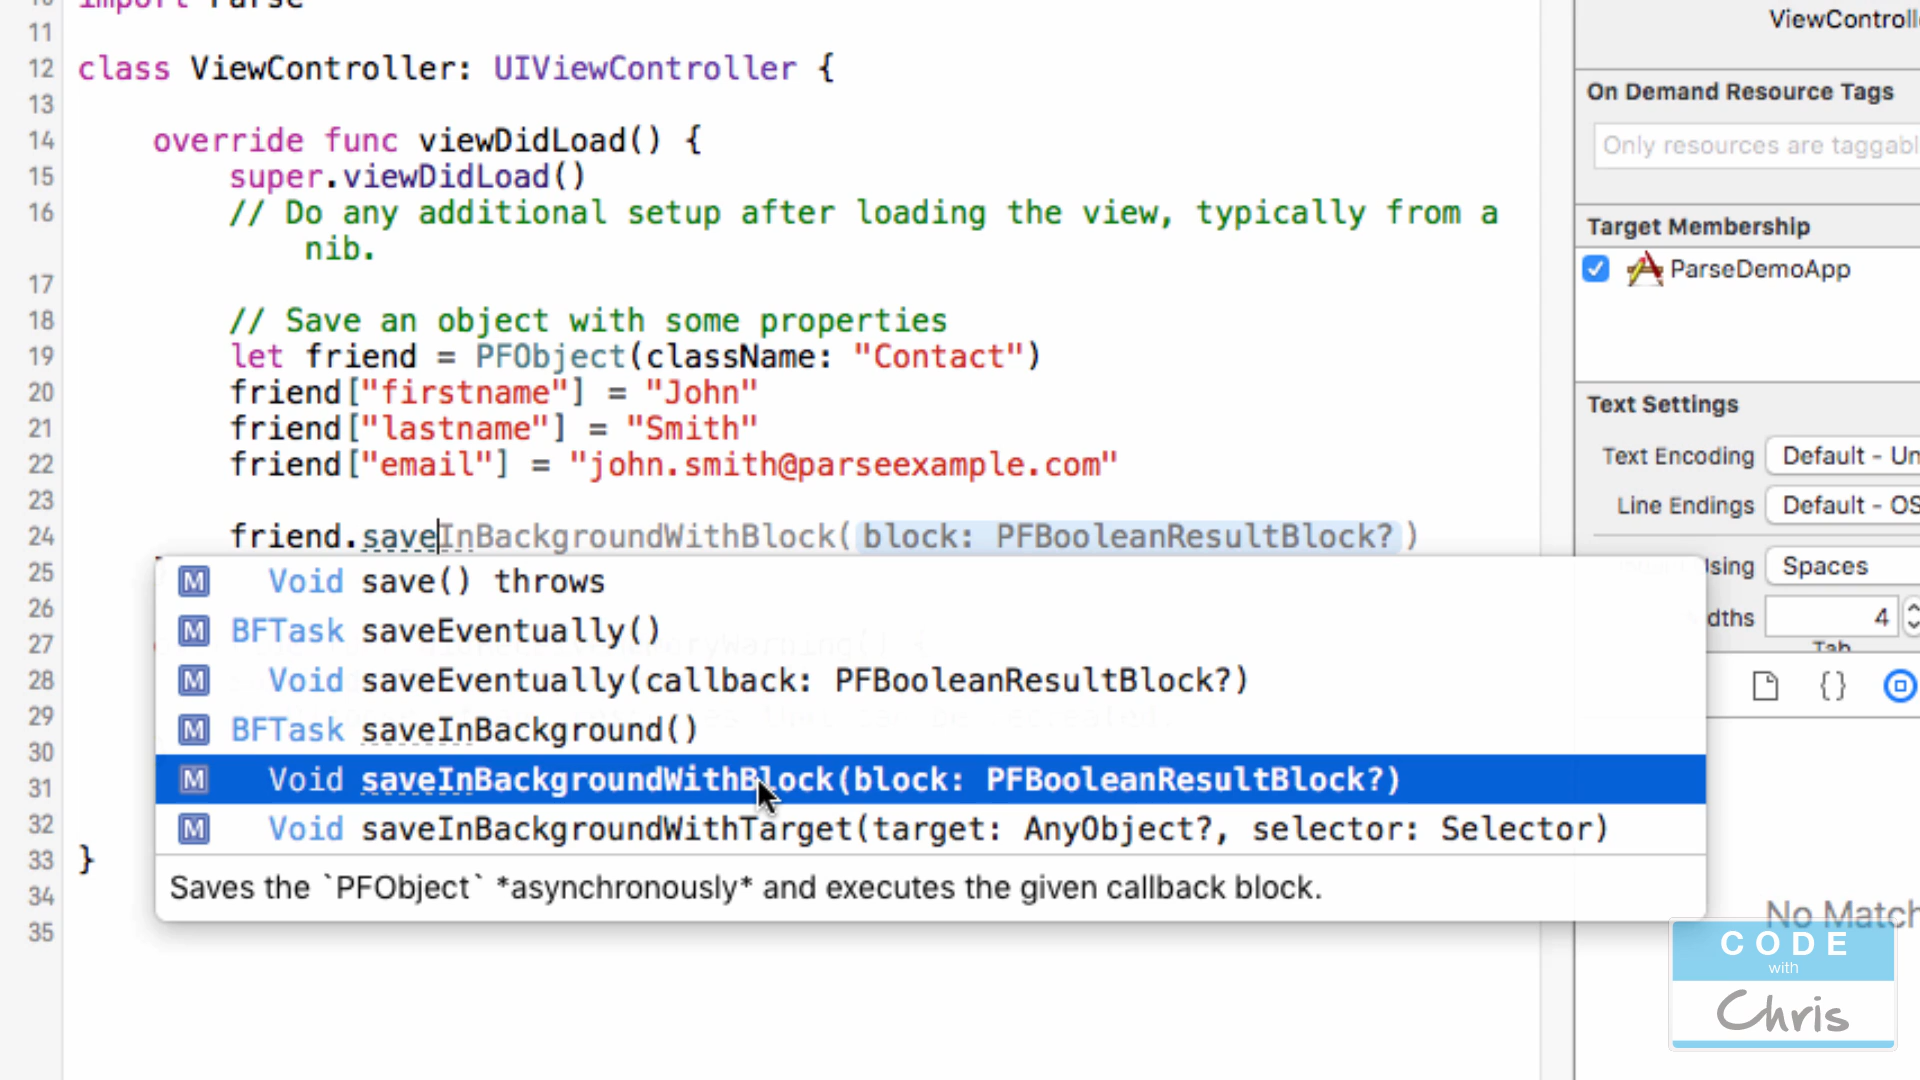 10 import Parse
11
12 class ViewController: UIViewController {
13
14 override func viewDidLoad() {
15 super.viewDidLoad()
16 // Do any additional setup after loading the view, typically from a
nib.
17
18 // Save an object with some properties
19 let friend = PFObject(className: "Contact")
20 friend["firstname"] = "John"
21 friend["lastname"] = "Smith"
22 friend["email"] = "john.smith@parseexample.com"
23
24 friend.saveInBackgroundWithBlock(block: PFBooleanResultBlock?)
25
26
27
28
29
30
31
32
33 }
34
35
M Void save() throws
M BFTask saveEventually()
M Void saveEventually(callback: PFBooleanResultBlock?)
M BFTask saveInBackground()
M Void saveInBackgroundWithBlock(block: PFBooleanResultBlock?)
M Void saveInBackgroundWithTarget(target: AnyObject?, selector: Selector)
Saves the `PFObject` *asynchronously* and executes the given callback block.
ViewControll
On Demand Resource Tags
Only resources are taggabl
Target Membership
ParseDemoApp
Text Settings
Text Encoding Default - Un
Line Endings Default - OS
Using Spaces
dths 4
Tab
{ }
No Match
CODE
with
Chris